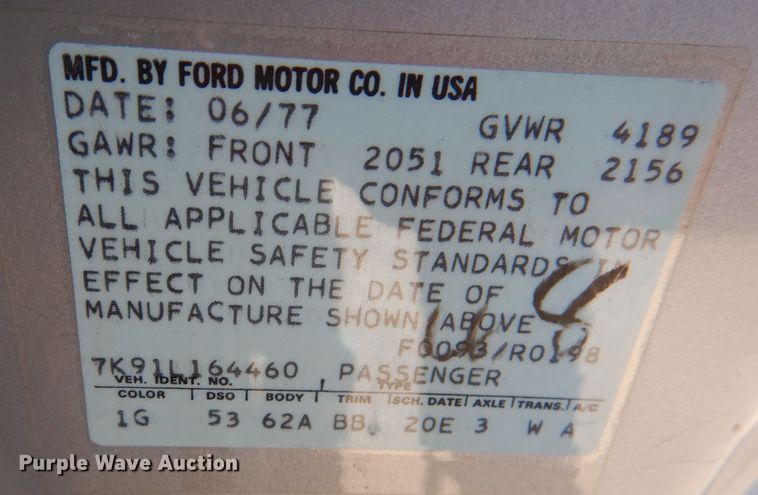 MFD. BY FORD MOTOR CO. IN USA
DATE: 06/77 GVWR 4189
GAWR: FRONT 2051 REAR 2156
THIS VEHICLE CONFORMS TO
ALL APPLICABLE FEDERAL MOTOR
VEHICLE SAFETY STANDARDS IN
EFFECT ON THE DATE OF
MANUFACTURE SHOWN ABOVE
F0093/R0198
7K91L164460, PASSENGER
VEH. IDENT. NO. TYPE
COLOR DSO BODY TRIM SCH. DATE AXLE TRANS. A/C
1G 53 62A BB 20E 3 W A
Purple Wave Auction